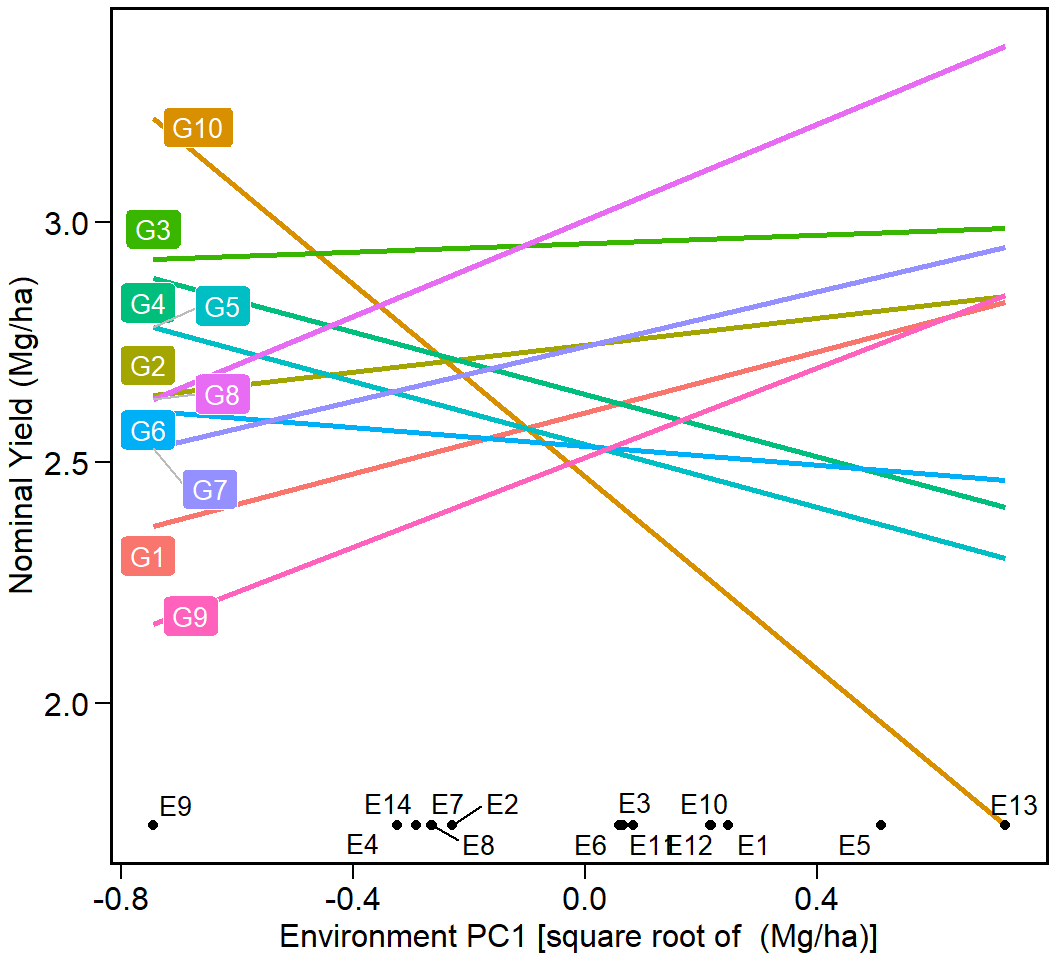 G10
3.0
G3
G4
G5
G2
G8
G6
2.5
G7
G1
G9
2.0
Nominal Yield (Mg/ha)
E9
E14
E7
E2
E3
E10
E13
E4
E8
E6
E11
E12
E1
E5
-0.8
-0.4
0.0
0.4
Environment PC1 [square root of  (Mg/ha)]